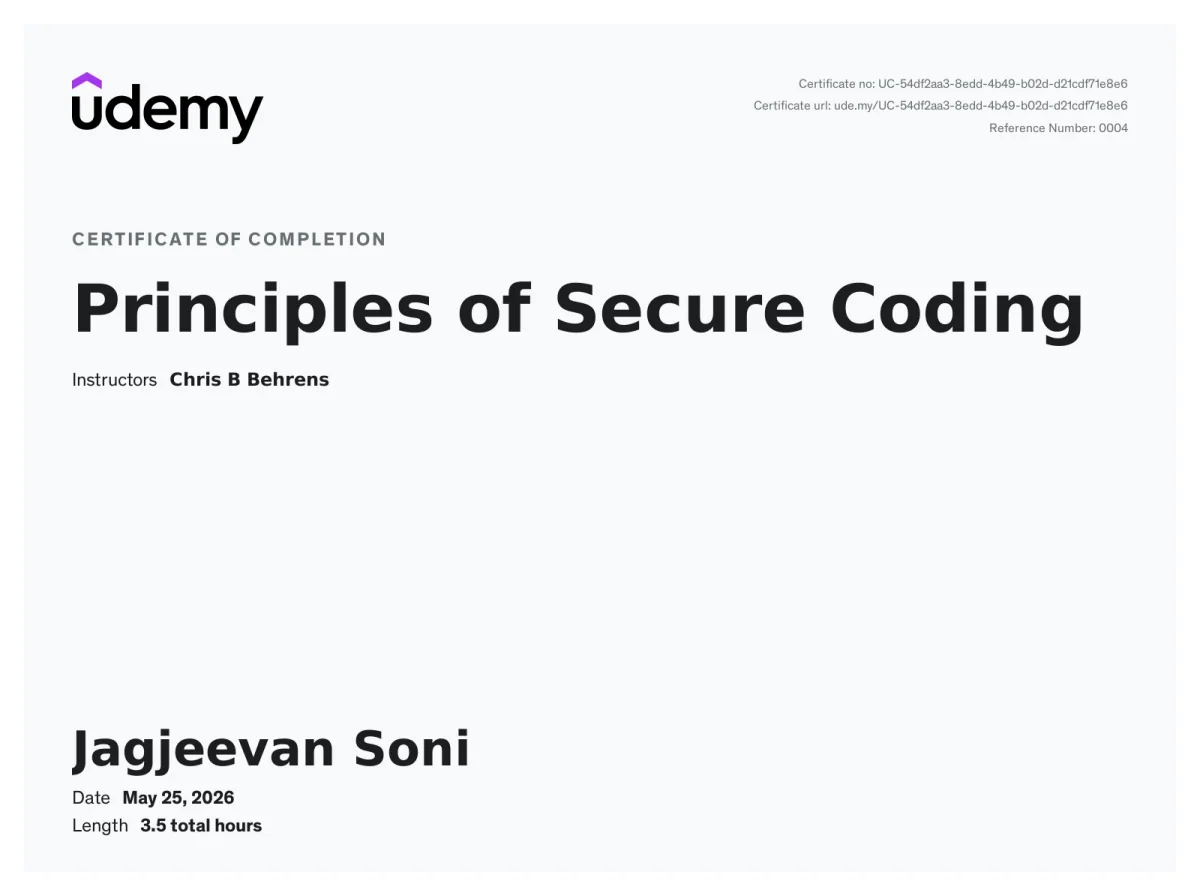 udemy
Certificate no: UC-54df2aa3-8edd-4b49-b02d-d21cdf71e8e6
Certificate url: ude.my/UC-54df2aa3-8edd-4b49-b02d-d21cdf71e8e6
Reference Number: 0004
CERTIFICATE OF COMPLETION
Principles of Secure Coding
Instructors Chris B Behrens
Jagjeevan Soni
Date May 25, 2026
Length 3.5 total hours